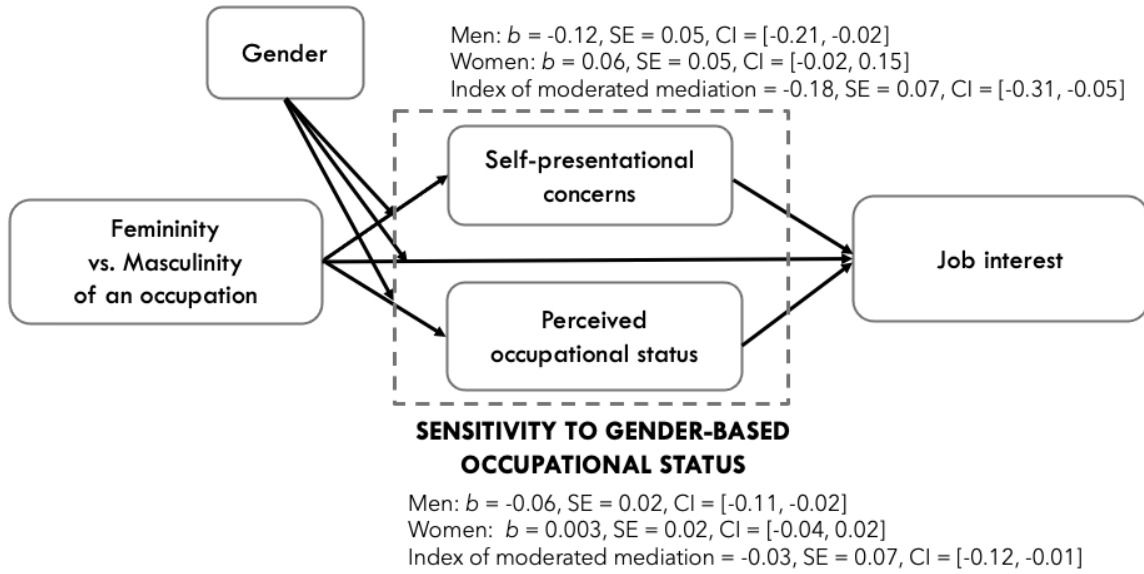 Gender
Men: b = -0.12, SE = 0.05, CI = [-0.21, -0.02]
Women: b = 0.06, SE = 0.05, CI = [-0.02, 0.15]
Index of moderated mediation = -0.18, SE = 0.07, CI = [-0.31, -0.05]
Self-presentational
concerns
Femininity
vs. Masculinity
of an occupation
Job interest
Perceived
occupational status
SENSITIVITY TO GENDER-BASED
OCCUPATIONAL STATUS
Men: b = -0.06, SE = 0.02, CI = [-0.11, -0.02]
Women: b = 0.003, SE = 0.02, CI = [-0.04, 0.02]
Index of moderated mediation = -0.03, SE = 0.07, CI = [-0.12, -0.01]